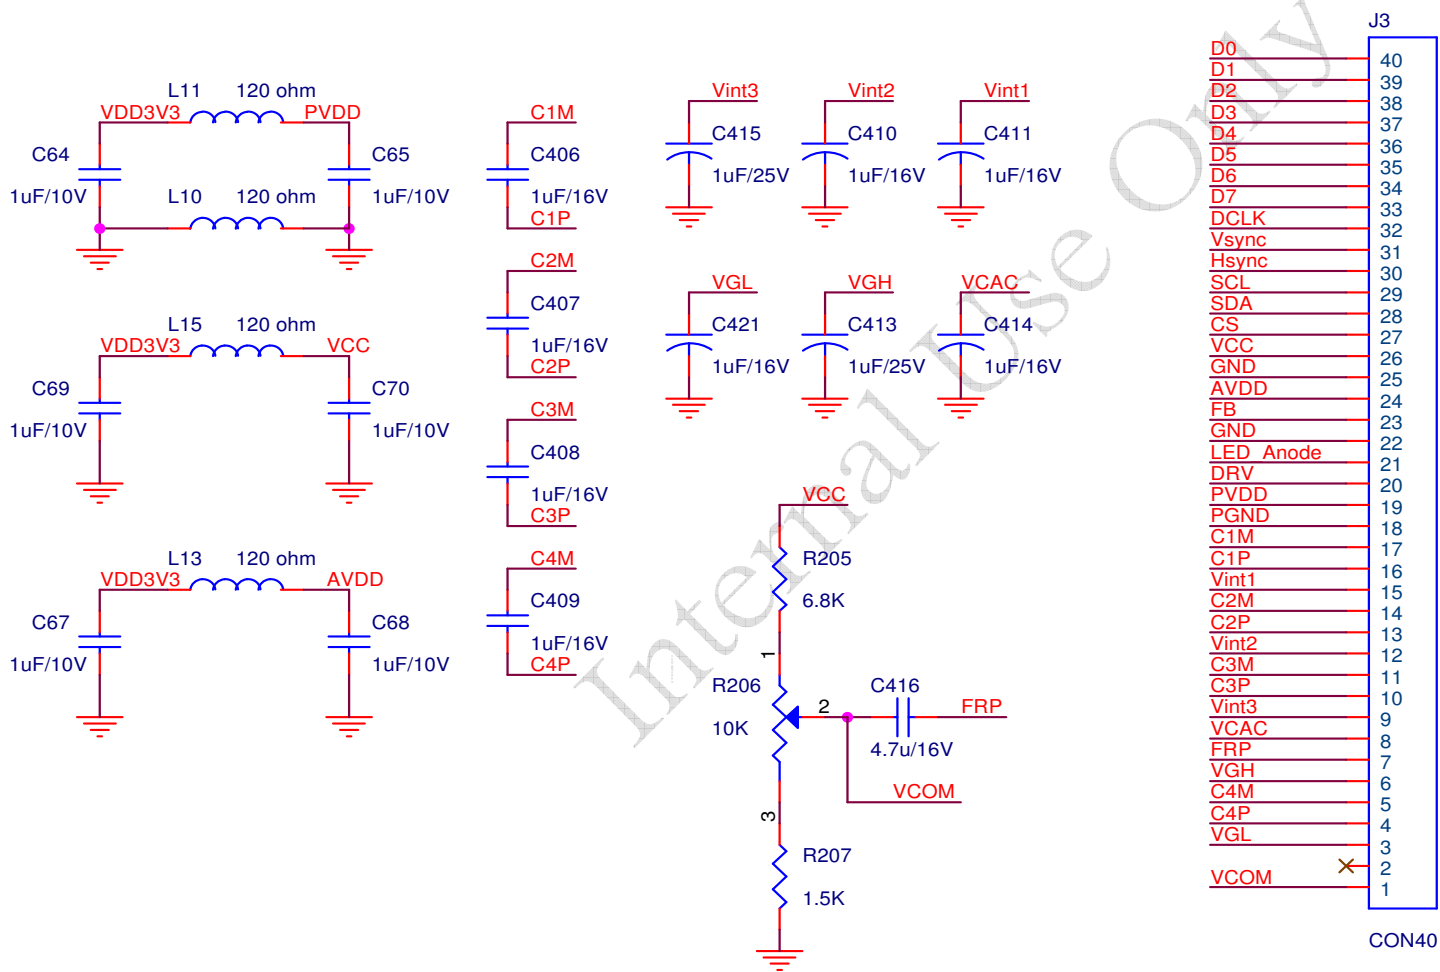 L11 120 ohm
VDD3V3 PVDD
C64
1uF/10V
C65
1uF/10V
L10 120 ohm
L15 120 ohm
VDD3V3 VCC
C69
1uF/10V
C70
1uF/10V
L13 120 ohm
VDD3V3 AVDD
C67
1uF/10V
C68
1uF/10V
C1M
C406
1uF/16V
C1P
C2M
C407
1uF/16V
C2P
C3M
C408
1uF/16V
C3P
C4M
C409
1uF/16V
C4P
Vint3
C415
1uF/25V
Vint2
C410
1uF/16V
Vint1
C411
1uF/16V
VGL
C421
1uF/16V
VGH
C413
1uF/25V
VCAC
C414
1uF/16V
VCC
R205
6.8K
1
R206
10K
2
C416
4.7u/16V
FRP
VCOM
3
R207
1.5K
Internal Use Only
J3
D0 40
D1 39
D2 38
D3 37
D4 36
D5 35
D6 34
D7 33
DCLK 32
Vsync 31
Hsync 30
SCL 29
SDA 28
CS 27
VCC 26
GND 25
AVDD 24
FB 23
GND 22
LED Anode 21
DRV 20
PVDD 19
PGND 18
C1M 17
C1P 16
Vint1 15
C2M 14
C2P 13
Vint2 12
C3M 11
C3P 10
Vint3 9
VCAC 8
FRP 7
VGH 6
C4M 5
C4P 4
VGL 3
2
VCOM 1
CON40